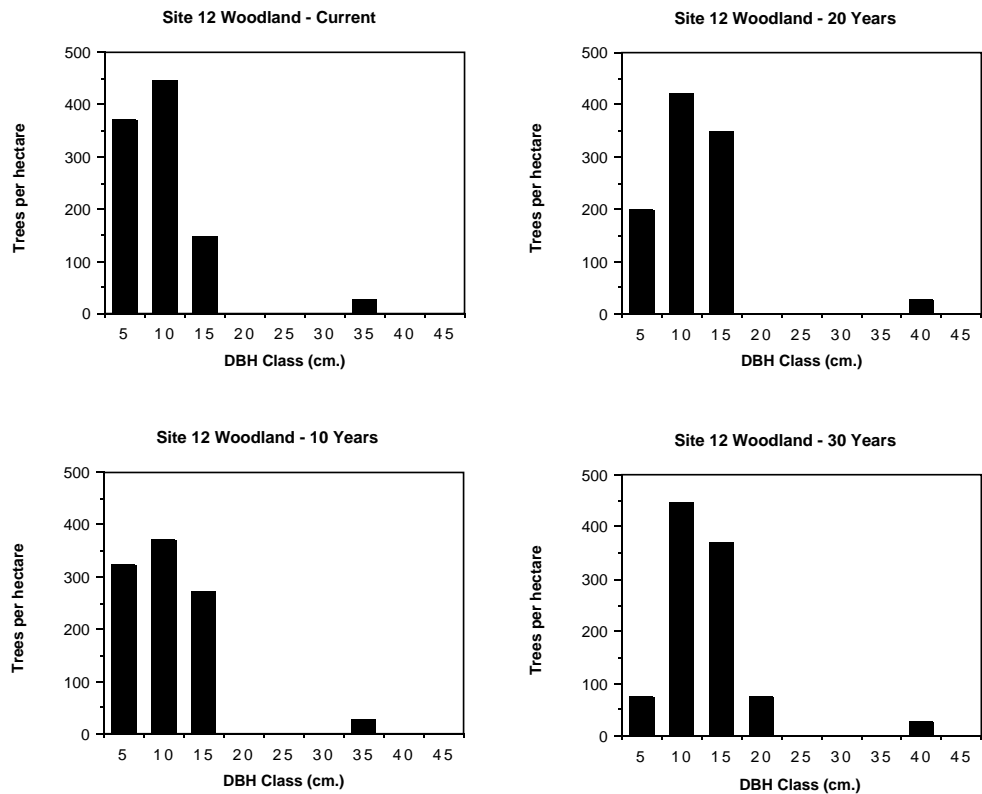 Site 12 Woodland - Current
500
400
300
200
100
0
Trees per hectare
5 10 15 20 25 30 35 40 45
DBH Class (cm.)
Site 12 Woodland - 20 Years
500
400
300
200
100
0
Trees per hectare
5 10 15 20 25 30 35 40 45
DBH Class (cm.)
Site 12 Woodland - 10 Years
500
400
300
200
100
0
Trees per hectare
5 10 15 20 25 30 35 40 45
DBH Class (cm.)
Site 12 Woodland - 30 Years
500
400
300
200
100
0
Trees per hectare
5 10 15 20 25 30 35 40 45
DBH Class (cm.)